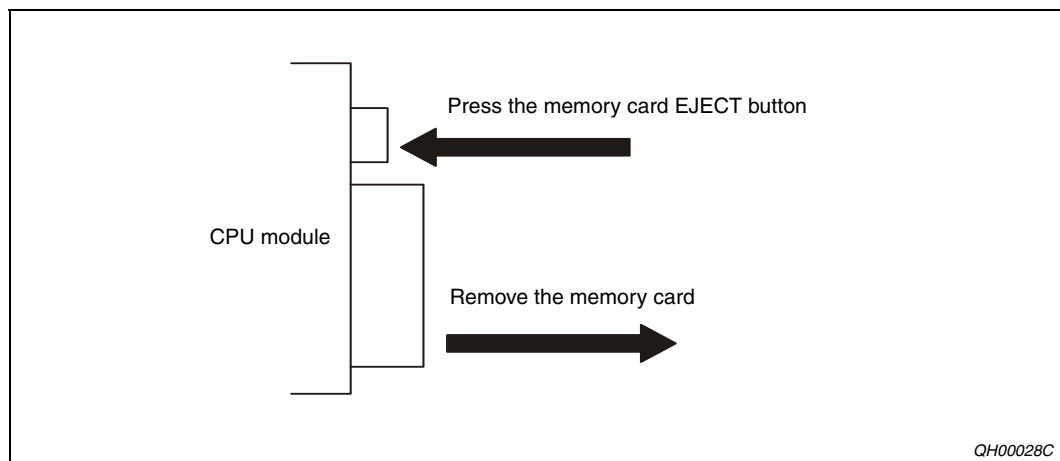 Press the memory card EJECT button
CPU module
Remove the memory card
QH00028C